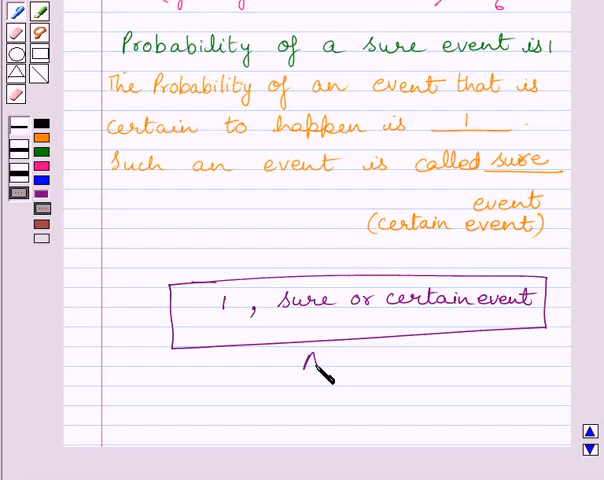 Probability of a sure event is 1
The Probability of an event that is
certain to happen is 1.
Such an event is called sure
event
(certain event)
1, sure or certain event